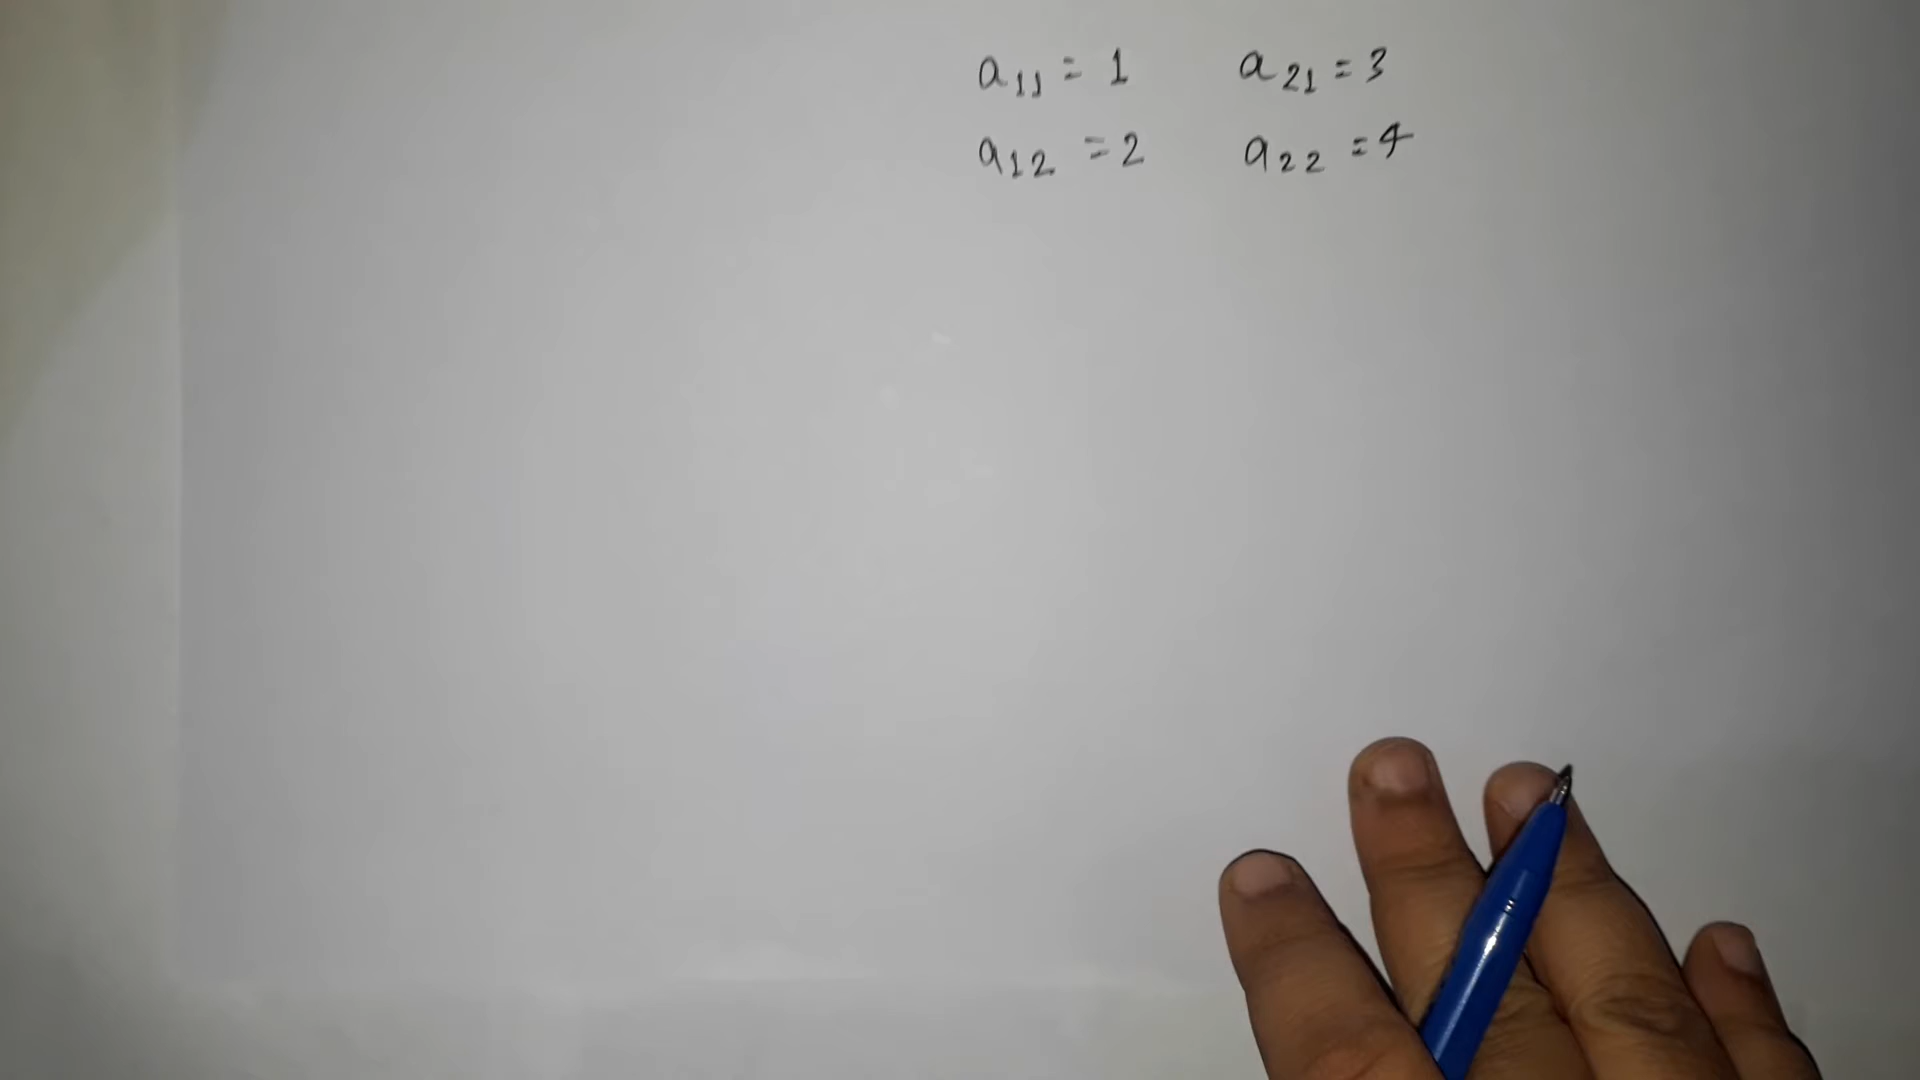 a11 = 1 a21 = 3
a12 = 2 a22 = 4